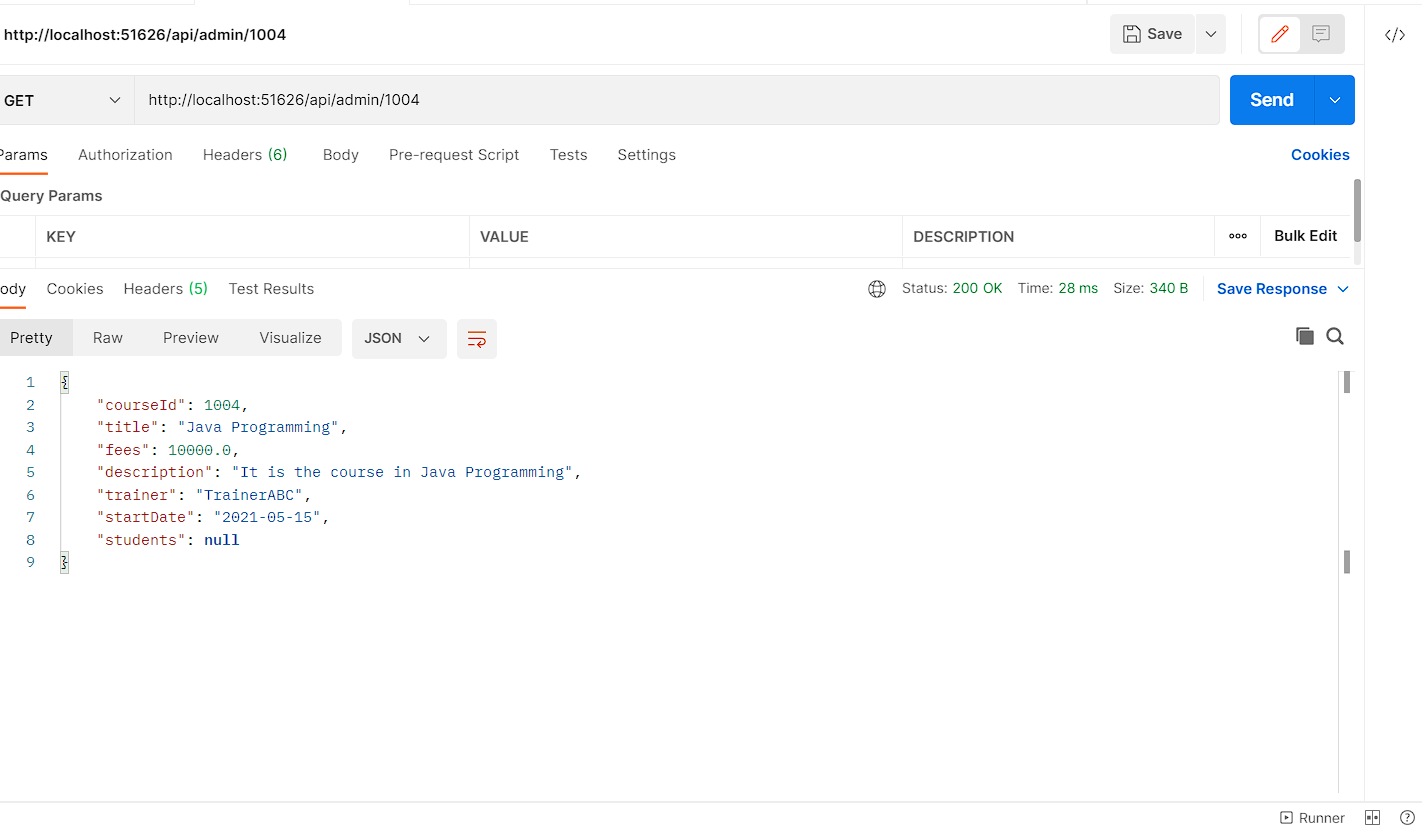 http://localhost:51626/api/admin/1004
Save
GET
http://localhost:51626/api/admin/1004
Send
Params Authorization Headers (6) Body Pre-request Script Tests Settings Cookies
Query Params
KEY VALUE DESCRIPTION ooo Bulk Edit
ody Cookies Headers (5) Test Results Status: 200 OK Time: 28 ms Size: 340 B Save Response
Pretty Raw Preview Visualize JSON
1 {
2 "courseId": 1004,
3 "title": "Java Programming",
4 "fees": 10000.0,
5 "description": "It is the course in Java Programming",
6 "trainer": "TrainerABC",
7 "startDate": "2021-05-15",
8 "students": null
9 }
Runner